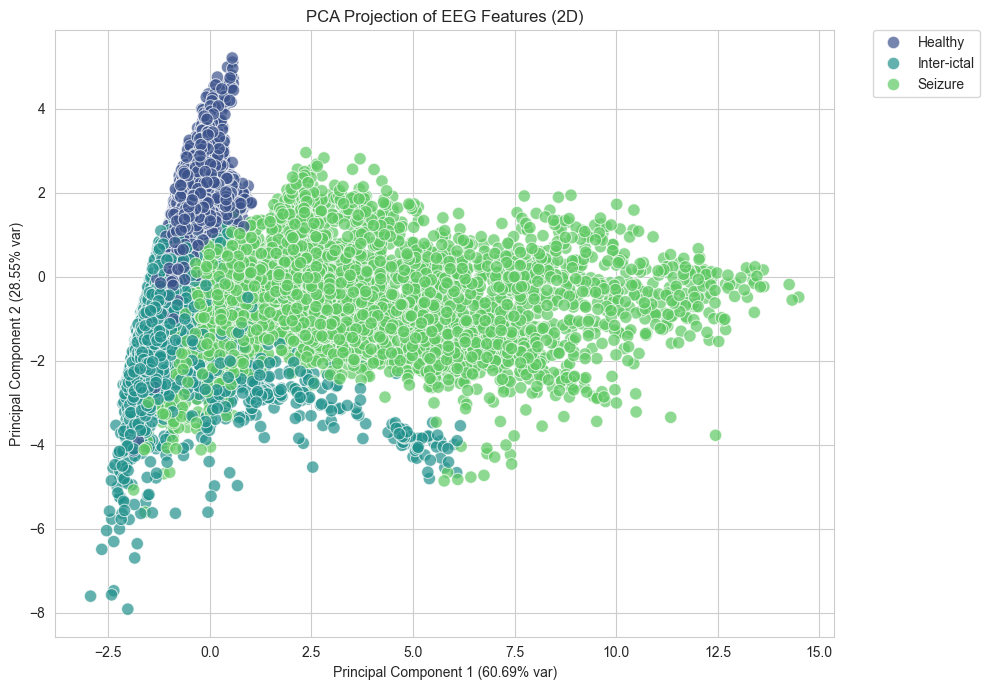 PCA Projection of EEG Features (2D)
Healthy
Inter-ictal
Seizure
Principal Component 2 (28.55% var)
4
2
0
−2
−4
−6
−8
−2.5
0.0
2.5
5.0
7.5
10.0
12.5
15.0
Principal Component 1 (60.69% var)